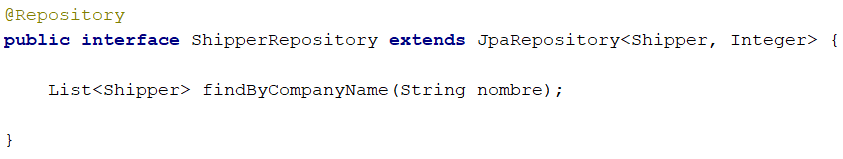 @Repository
public interface ShipperRepository extends JpaRepository<Shipper, Integer> {
List<Shipper> findByCompanyName(String nombre);
}